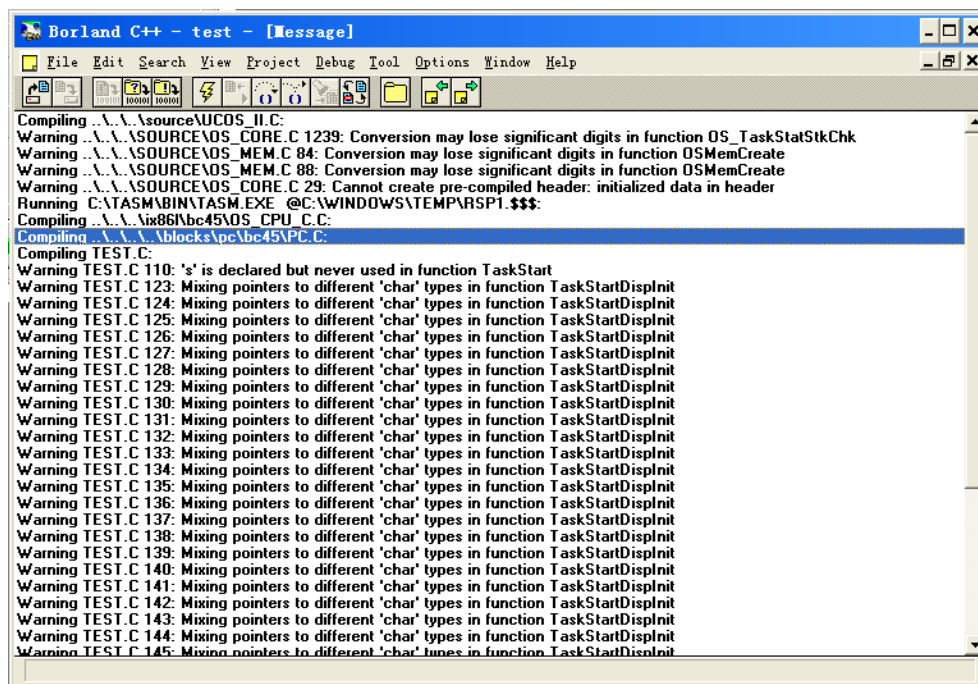 Borland C++ - test - [Message]
File Edit Search View Project Debug Tool Options Window Help
Compiling ..\..\..\source\UCOS_II.C:
Warning ..\..\..\SOURCE\OS_CORE.C 1239: Conversion may lose significant digits in function OS_TaskStatStkChk
Warning ..\..\..\SOURCE\OS_MEM.C 84: Conversion may lose significant digits in function OSMemCreate
Warning ..\..\..\SOURCE\OS_MEM.C 88: Conversion may lose significant digits in function OSMemCreate
Warning ..\..\..\SOURCE\OS_CORE.C 29: Cannot create pre-compiled header: initialized data in header
Running C:\TASM\BIN\TASM.EXE @C:\WINDOWS\TEMP\RSP1.$$$:
Compiling ..\..\..\ix86l\bc45\OS_CPU_C.C:
Compiling ..\..\..\..\blocks\pc\bc45\PC.C:
Compiling TEST.C:
Warning TEST.C 110: 's' is declared but never used in function TaskStart
Warning TEST.C 123: Mixing pointers to different 'char' types in function TaskStartDispInit
Warning TEST.C 124: Mixing pointers to different 'char' types in function TaskStartDispInit
Warning TEST.C 125: Mixing pointers to different 'char' types in function TaskStartDispInit
Warning TEST.C 126: Mixing pointers to different 'char' types in function TaskStartDispInit
Warning TEST.C 127: Mixing pointers to different 'char' types in function TaskStartDispInit
Warning TEST.C 128: Mixing pointers to different 'char' types in function TaskStartDispInit
Warning TEST.C 129: Mixing pointers to different 'char' types in function TaskStartDispInit
Warning TEST.C 130: Mixing pointers to different 'char' types in function TaskStartDispInit
Warning TEST.C 131: Mixing pointers to different 'char' types in function TaskStartDispInit
Warning TEST.C 132: Mixing pointers to different 'char' types in function TaskStartDispInit
Warning TEST.C 133: Mixing pointers to different 'char' types in function TaskStartDispInit
Warning TEST.C 134: Mixing pointers to different 'char' types in function TaskStartDispInit
Warning TEST.C 135: Mixing pointers to different 'char' types in function TaskStartDispInit
Warning TEST.C 136: Mixing pointers to different 'char' types in function TaskStartDispInit
Warning TEST.C 137: Mixing pointers to different 'char' types in function TaskStartDispInit
Warning TEST.C 138: Mixing pointers to different 'char' types in function TaskStartDispInit
Warning TEST.C 139: Mixing pointers to different 'char' types in function TaskStartDispInit
Warning TEST.C 140: Mixing pointers to different 'char' types in function TaskStartDispInit
Warning TEST.C 141: Mixing pointers to different 'char' types in function TaskStartDispInit
Warning TEST.C 142: Mixing pointers to different 'char' types in function TaskStartDispInit
Warning TEST.C 143: Mixing pointers to different 'char' types in function TaskStartDispInit
Warning TEST.C 144: Mixing pointers to different 'char' types in function TaskStartDispInit
Warning TEST.C 145: Mixing pointers to different 'char' types in function TaskStartDispInit